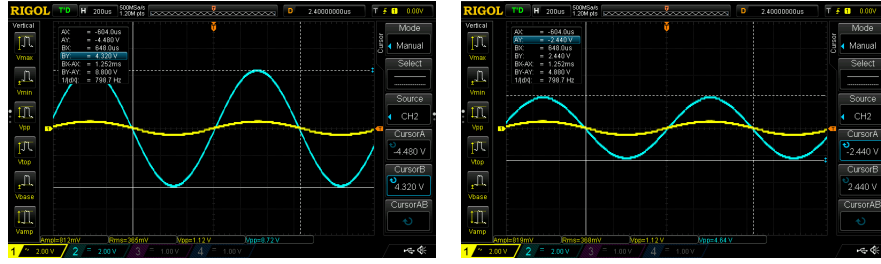 RIGOL T'D H 200us 500MSa/s 1.20M pts D 2.40000000us T 1 0.00V
Vertical
Vmax
Vmin
Vpp
Vtop
Vbase
Vamp
AX = -604.0us
AY = -4.480 V
BX = 648.0us
BY = 4.320 V
BX-AX = 1.252ms
BY-AY = 8.800 V
1/|dX| = 798.7 Hz
Cursor
Mode
Manual
Select
Source
CH2
CursorA
-4.480 V
CursorB
4.320 V
CursorAB
Ampl=812mV IRms=385mV Vpp=1.12 V Vpp=8.72 V
1 ~ 2.00 V 2 = 2.00 V 3 = 1.00 V 4 = 1.00 V
RIGOL T'D H 200us 500MSa/s 1.20M pts D 2.40000000us T 1 0.00V
Vertical
Vmax
Vmin
Vpp
Vtop
Vbase
Vamp
AX = -604.0us
AY = -2.440 V
BX = 648.0us
BY = 2.440 V
BX-AX = 1.252ms
BY-AY = 4.880 V
1/|dX| = 798.7 Hz
Cursor
Mode
Manual
Select
Source
CH2
CursorA
-2.440 V
CursorB
2.440 V
CursorAB
Ampl=819mV IRms=368mV Vpp=1.12 V Vpp=4.64 V
1 ~ 2.00 V 2 = 2.00 V 3 = 1.00 V 4 = 1.00 V